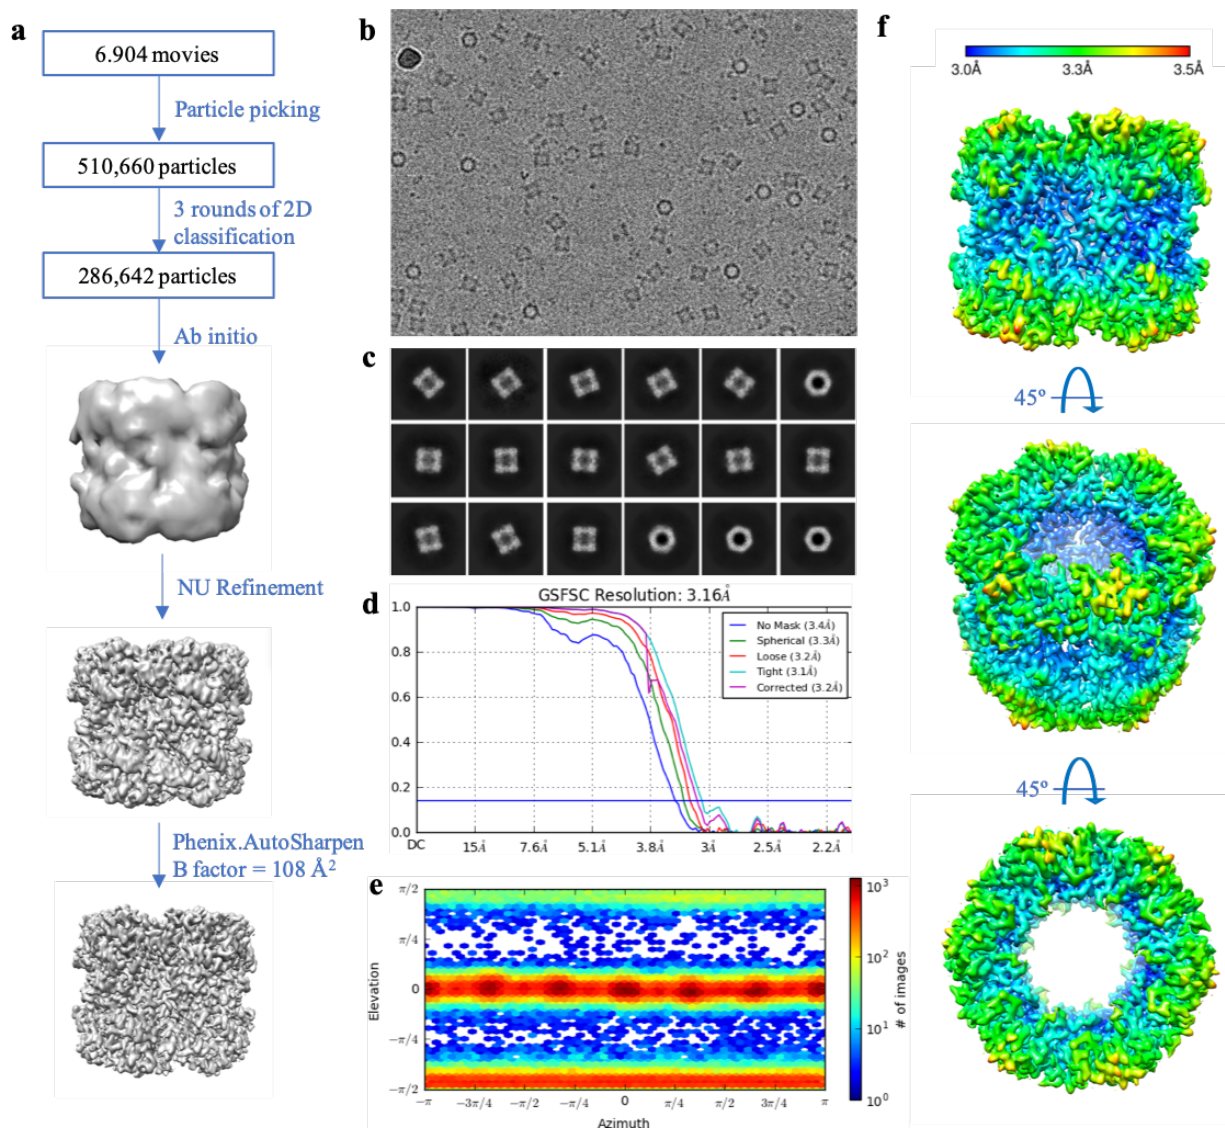 a
6.904 movies
Particle picking
510,660 particles
3 rounds of 2D
classification
286,642 particles
Ab initio
NU Refinement
Phenix.AutoSharpen
B factor = 108 Å²
b
c
d
GSFSC Resolution: 3.16Å
No Mask (3.4Å)
Spherical (3.3Å)
Loose (3.2Å)
Tight (3.1Å)
Corrected (3.2Å)
1.0
0.8
0.6
0.4
0.2
0.0
DC 15Å 7.6Å 5.1Å 3.8Å 3Å 2.5Å 2.2Å
e
π/2
π/4
0
−π/4
−π/2
Elevation
−π −3π/4 −π/2 −π/4 0 π/4 π/2 3π/4 π
Azimuth
10³
10²
10¹
10⁰
# of images
f
3.0Å 3.3Å 3.5Å
45º
45º